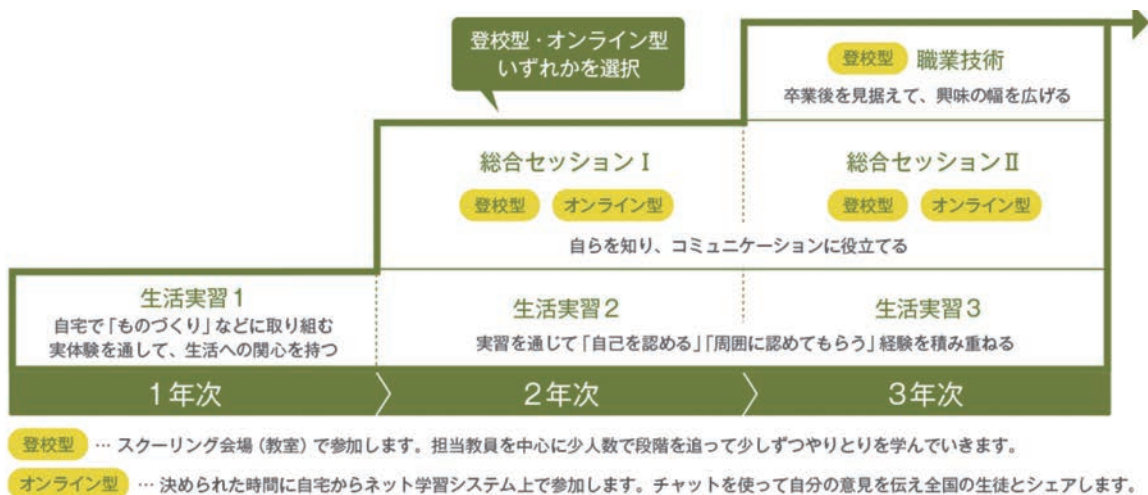 登校型・オンライン型
いずれかを選択
登校型 職業技術
卒業後を見据えて、興味の幅を広げる
総合セッションⅠ
登校型 オンライン型
総合セッションⅡ
登校型 オンライン型
自らを知り、コミュニケーションに役立てる
生活実習1
自宅で「ものづくり」などに取り組む
実体験を通して、生活への関心を持つ
生活実習2
生活実習3
実習を通じて「自己を認める」「周囲に認めてもらう」経験を積み重ねる
1年次
2年次
3年次
登校型 … スクーリング会場（教室）で参加します。担当教員を中心に少人数で段階を追って少しずつやりとりを学んでいきます。
オンライン型 … 決められた時間に自宅からネット学習システム上で参加します。チャットを使って自分の意見を伝え全国の生徒とシェアします。